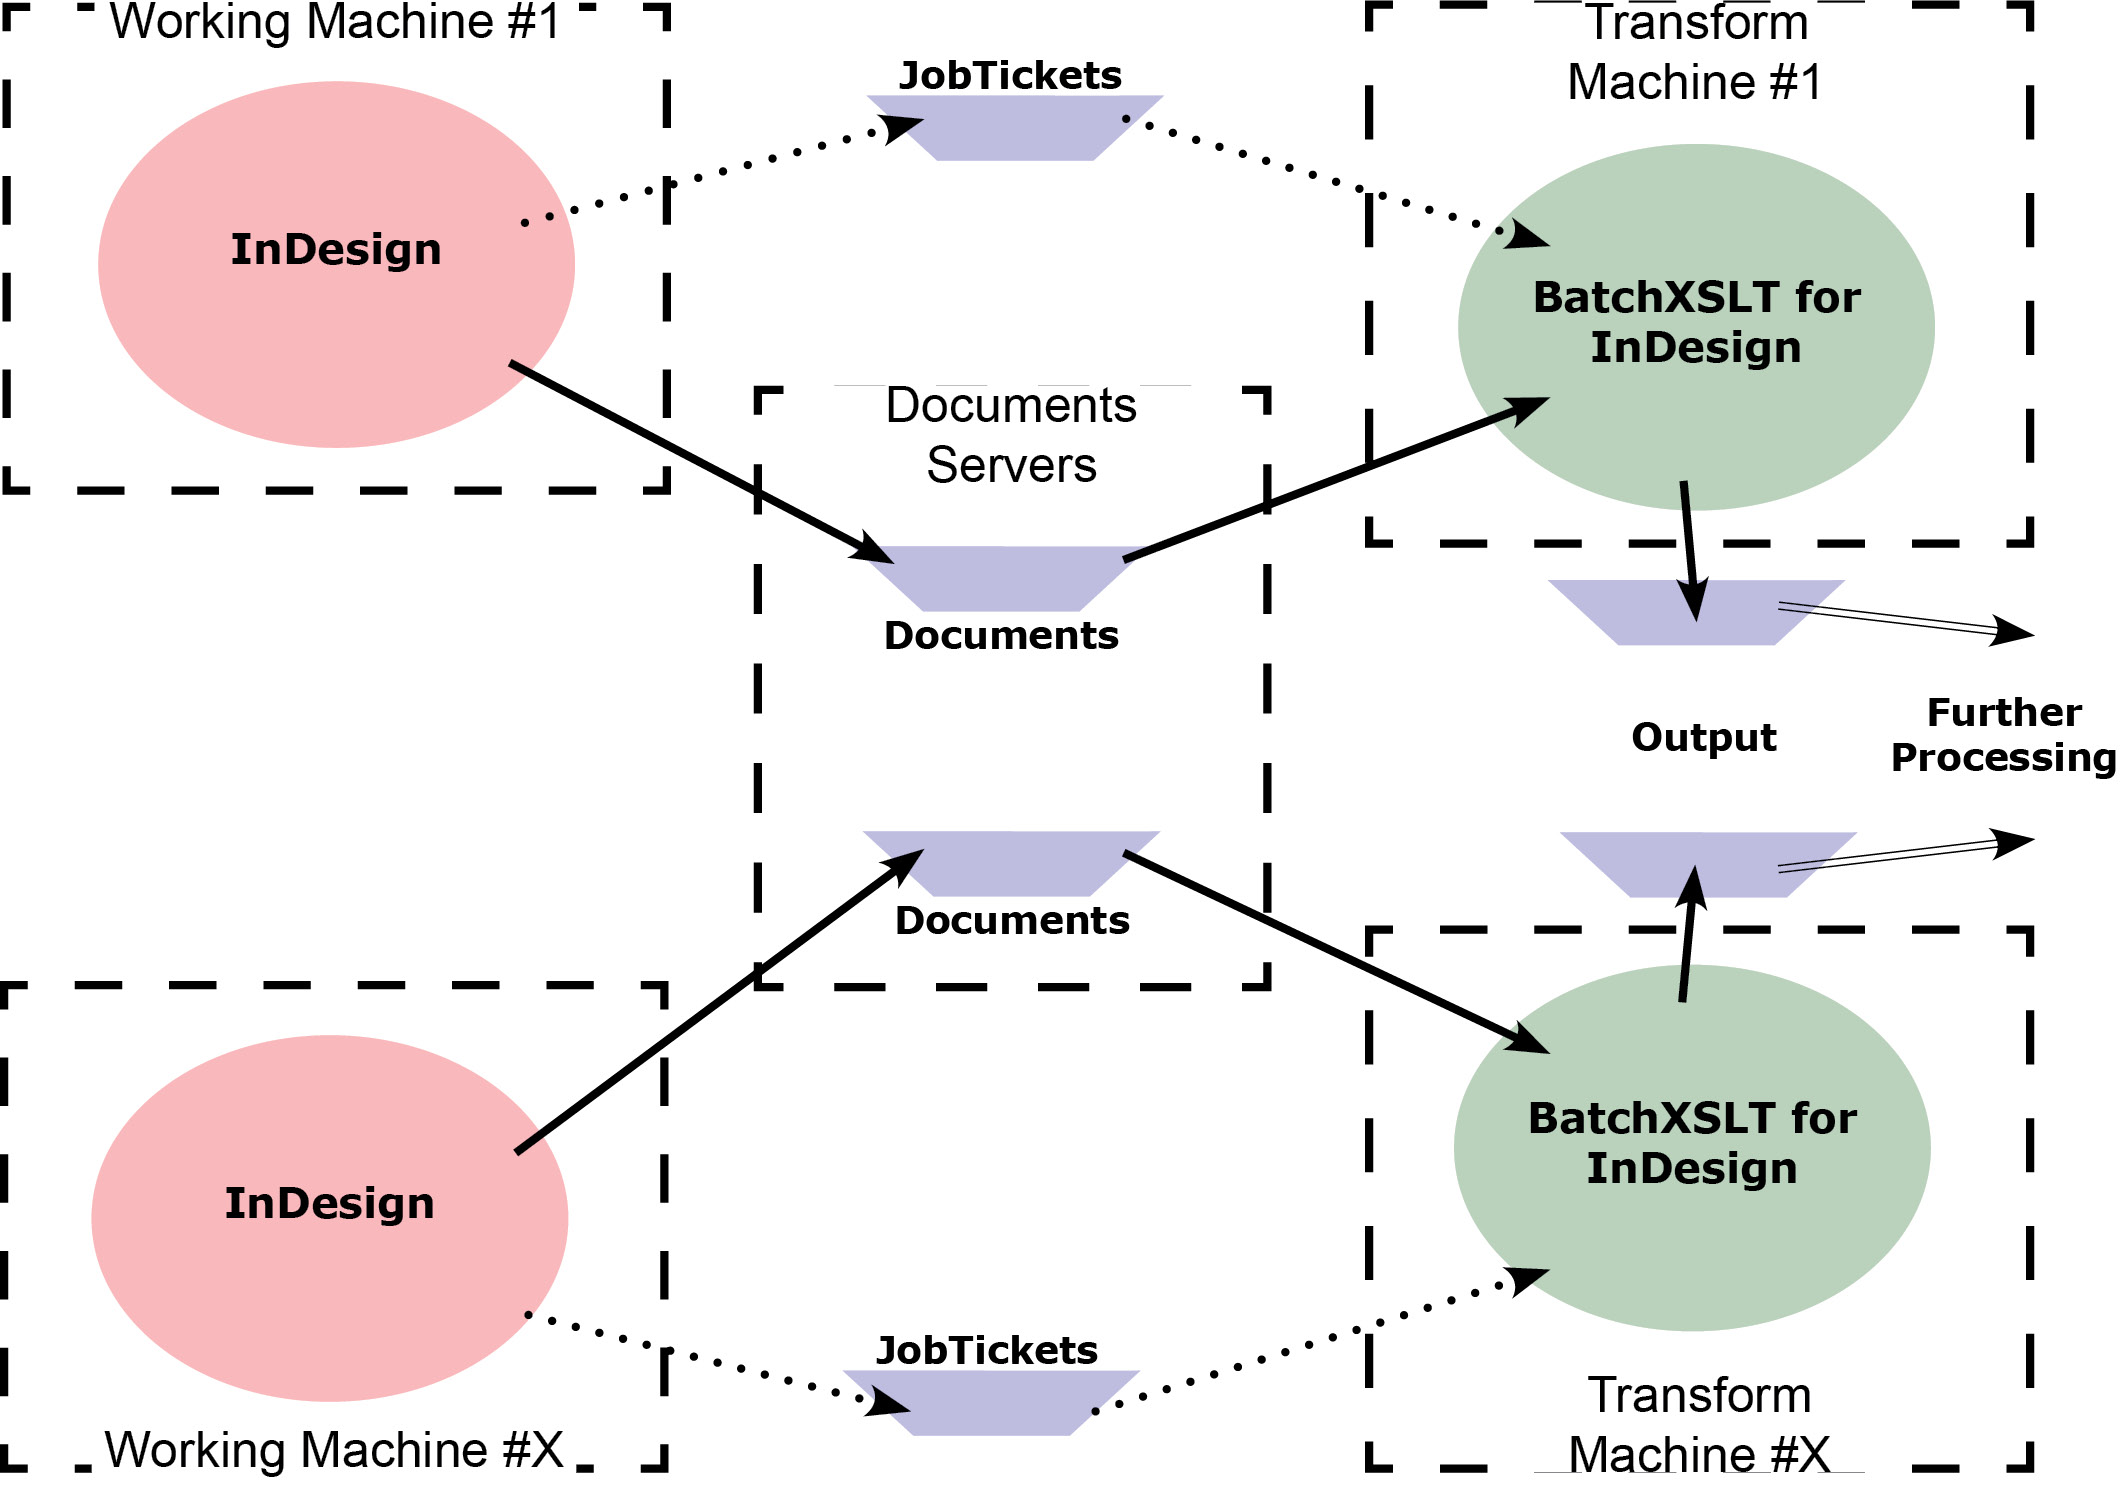 Working Machine #1
JobTickets
Transform
Machine #1
InDesign
BatchXSLT for
InDesign
Documents
Servers
Documents
Output
Further
Processing
Documents
InDesign
BatchXSLT for
InDesign
JobTickets
Working Machine #X
Transform
Machine #X